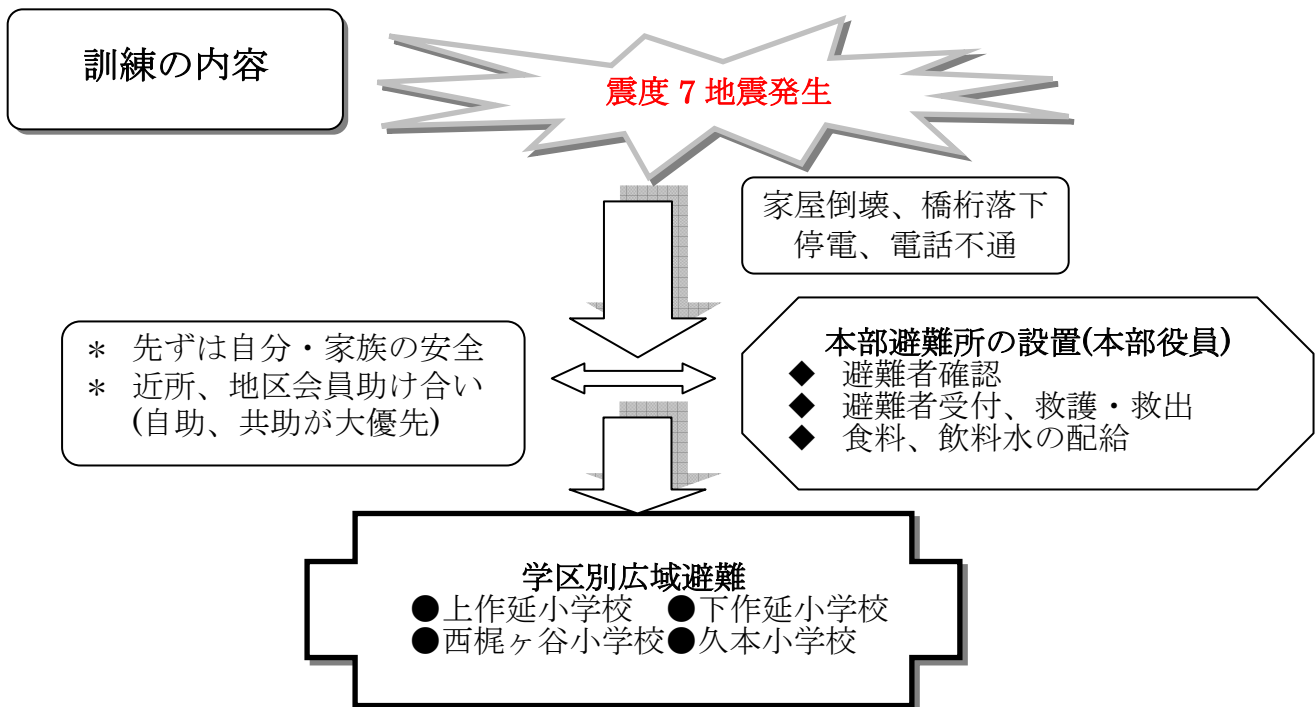 訓練の内容
震度 7 地震発生
家屋倒壊、橋桁落下
停電、電話不通
＊ 先ずは自分・家族の安全
＊ 近所、地区会員助け合い
(自助、共助が大優先)
本部避難所の設置(本部役員)
◆ 避難者確認
◆ 避難者受付、救護・救出
◆ 食料、飲料水の配給
学区別広域避難
●上作延小学校 ●下作延小学校
●西梶ヶ谷小学校●久本小学校